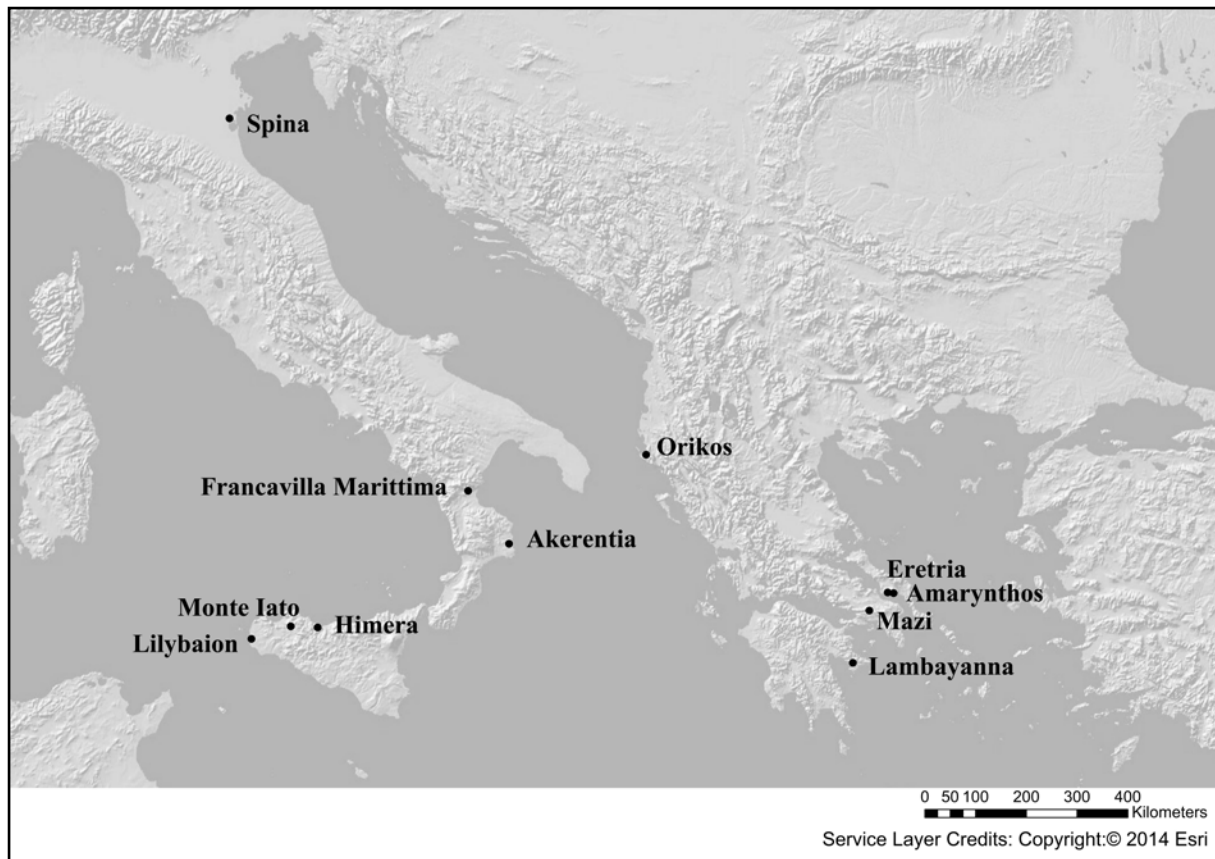 Spina
Orikos
Francavilla Marittima
Akerentia
Eretria
Amarynthos
Monte Iato
Himera
Mazi
Lilybaion
Lambayanna
0 50 100 200 300 400
Kilometers
Service Layer Credits: Copyright:© 2014 Esri